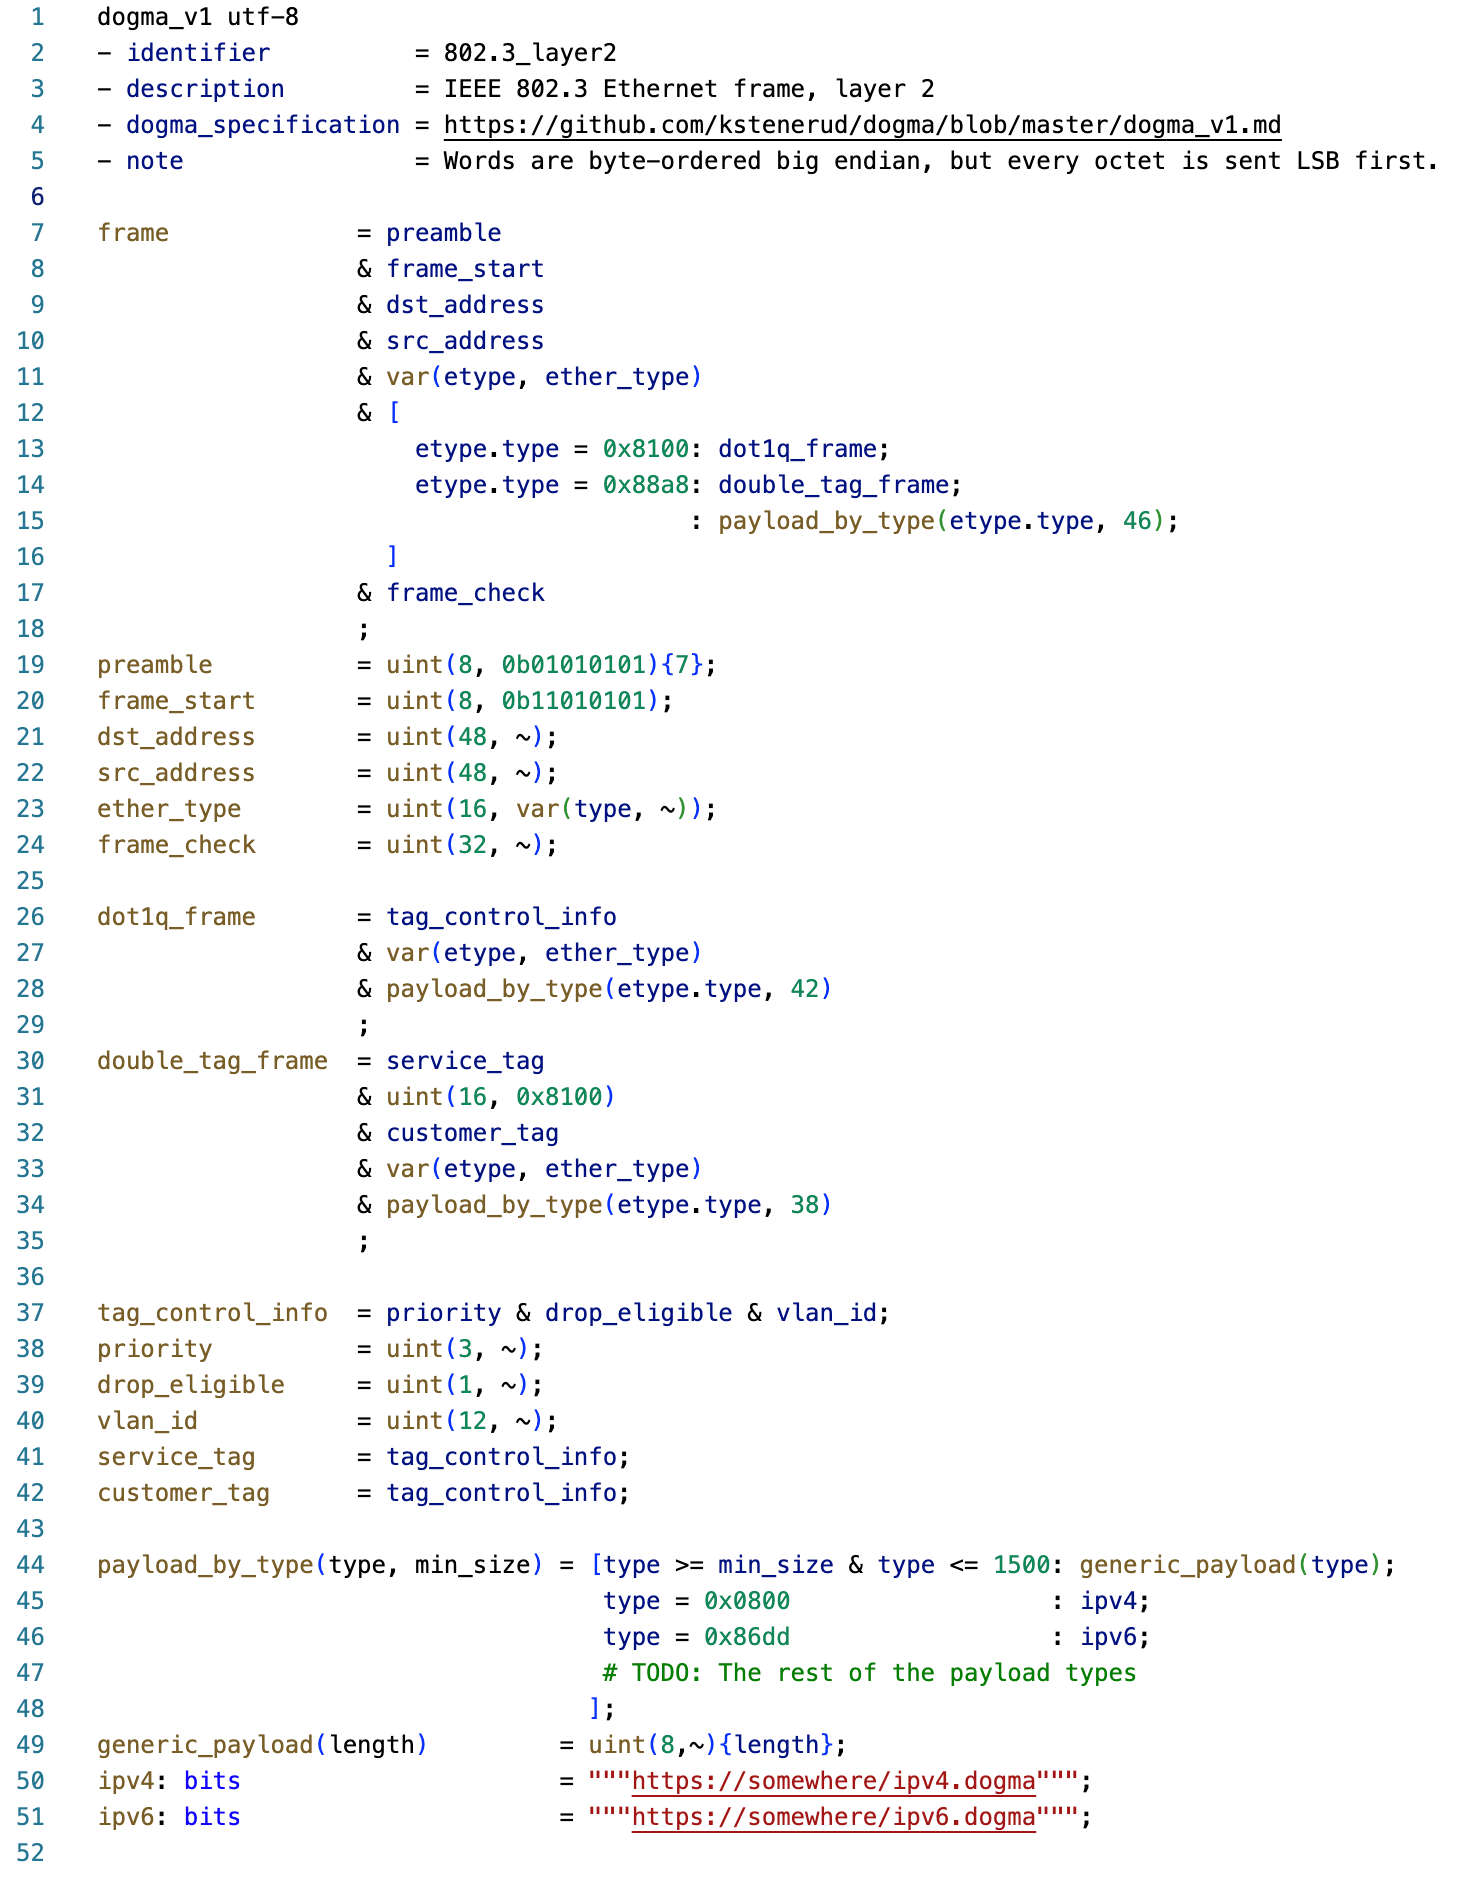 1 dogma_v1 utf-8
2 - identifier          = 802.3_layer2
3 - description         = IEEE 802.3 Ethernet frame, layer 2
4 - dogma_specification = https://github.com/kstenerud/dogma/blob/master/dogma_v1.md
5 - note                = Words are byte-ordered big endian, but every octet is sent LSB first.
6
7 frame             = preamble
8                   & frame_start
9                   & dst_address
10                   & src_address
11                   & var(etype, ether_type)
12                   & [
13                       etype.type = 0x8100: dot1q_frame;
14                       etype.type = 0x88a8: double_tag_frame;
15                                          : payload_by_type(etype.type, 46);
16                     ]
17                   & frame_check
18                   ;
19 preamble          = uint(8, 0b01010101){7};
20 frame_start       = uint(8, 0b11010101);
21 dst_address       = uint(48, ~);
22 src_address       = uint(48, ~);
23 ether_type        = uint(16, var(type, ~));
24 frame_check       = uint(32, ~);
25
26 dot1q_frame       = tag_control_info
27                   & var(etype, ether_type)
28                   & payload_by_type(etype.type, 42)
29                   ;
30 double_tag_frame  = service_tag
31                   & uint(16, 0x8100)
32                   & customer_tag
33                   & var(etype, ether_type)
34                   & payload_by_type(etype.type, 38)
35                   ;
36
37 tag_control_info  = priority & drop_eligible & vlan_id;
38 priority          = uint(3, ~);
39 drop_eligible     = uint(1, ~);
40 vlan_id           = uint(12, ~);
41 service_tag       = tag_control_info;
42 customer_tag      = tag_control_info;
43
44 payload_by_type(type, min_size) = [type >= min_size & type <= 1500: generic_payload(type);
45                                    type = 0x0800                  : ipv4;
46                                    type = 0x86dd                  : ipv6;
47                                    # TODO: The rest of the payload types
48                                   ];
49 generic_payload(length)         = uint(8,~){length};
50 ipv4: bits                      = """https://somewhere/ipv4.dogma""";
51 ipv6: bits                      = """https://somewhere/ipv6.dogma""";
52